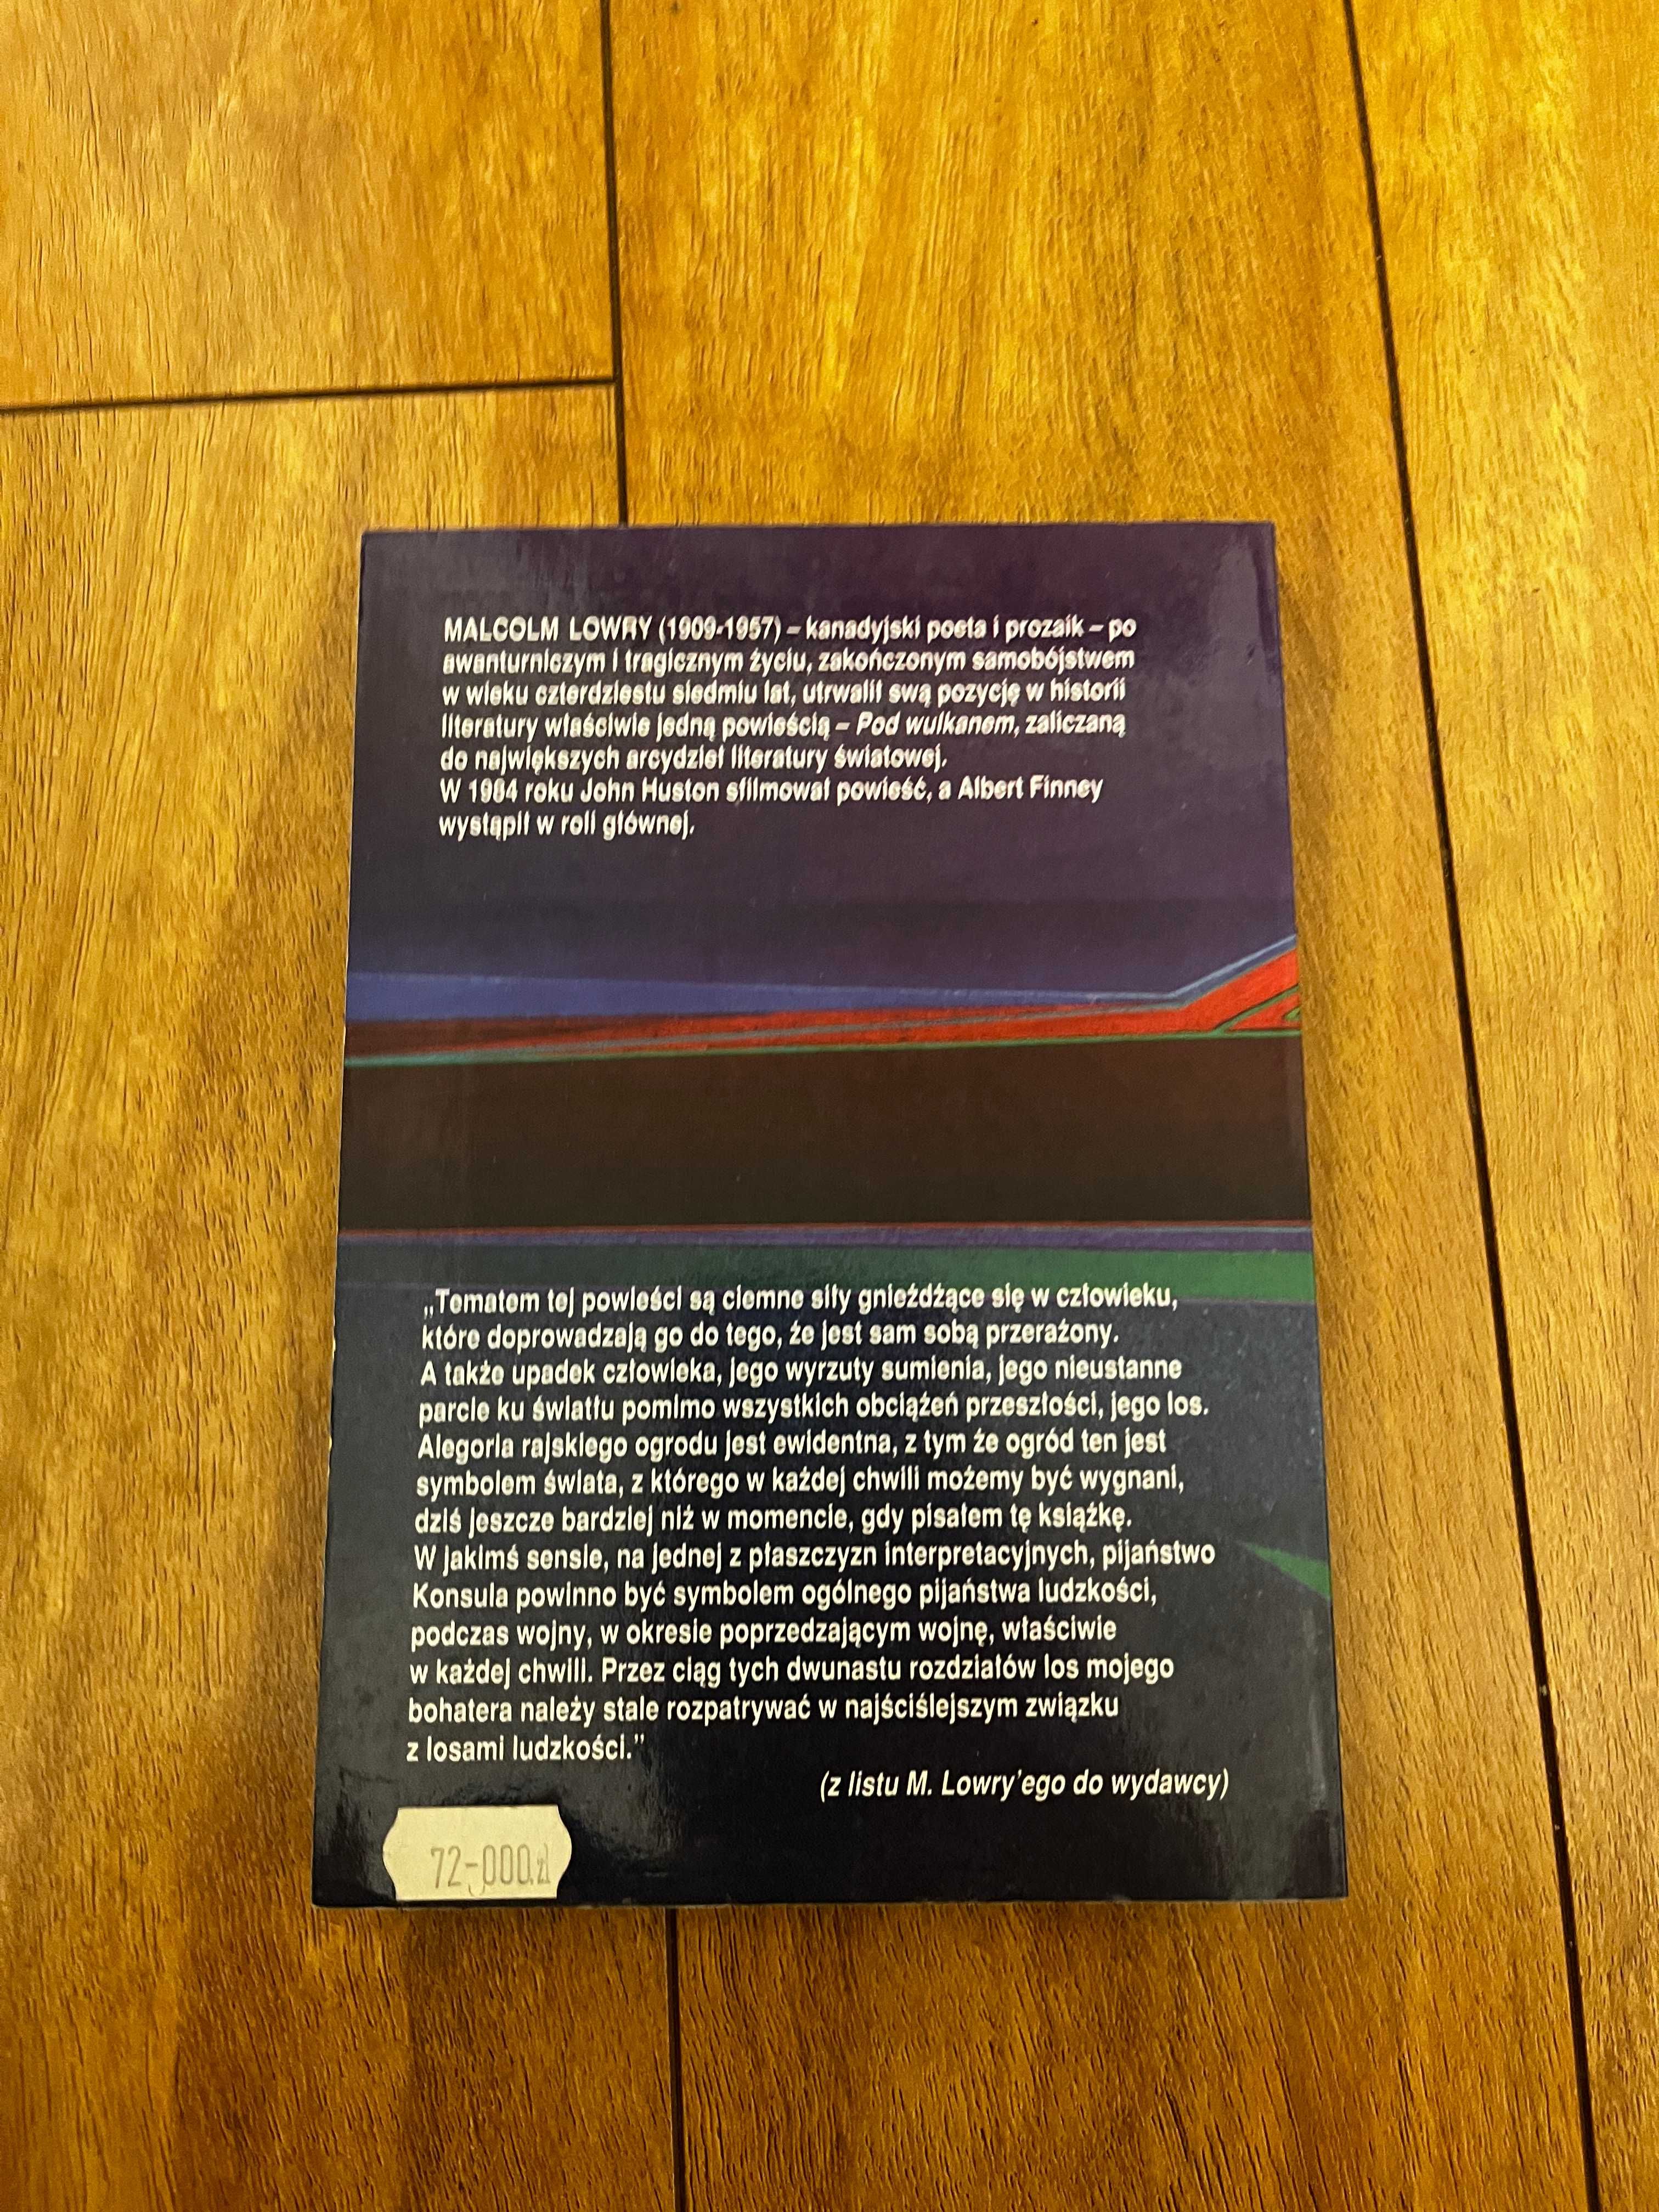 MALCOLM LOWRY (1909-1957) – kanadyjski poeta i prozaik – po
awanturniczym i tragicznym życiu, zakończonym samobójstwem
w wieku czterdziestu siedmiu lat, utrwalił swą pozycję w historii
literatury właściwie jedną powieścią – Pod wulkanem, zaliczaną
do największych arcydzieł literatury światowej.
W 1984 roku John Huston sfilmował powieść, a Albert Finney
wystąpił w roli głównej.
„Tematem tej powieści są ciemne siły gnieżdżące się w człowieku,
które doprowadzają go do tego, że jest sam sobą przerażony.
A także upadek człowieka, jego wyrzuty sumienia, jego nieustanne
parcie ku światłu pomimo wszystkich obciążeń przeszłości, jego los.
Alegoria rajskiego ogrodu jest ewidentna, z tym że ogród ten jest
symbolem świata, z którego w każdej chwili możemy być wygnani,
dziś jeszcze bardziej niż w momencie, gdy pisałem tę książkę.
W jakimś sensie, na jednej z płaszczyzn interpretacyjnych, pijaństwo
Konsula powinno być symbolem ogólnego pijaństwa ludzkości,
podczas wojny, w okresie poprzedzającym wojnę, właściwie
w każdej chwili. Przez ciąg tych dwunastu rozdziałów los mojego
bohatera należy stale rozpatrywać w najściślejszym związku
z losami ludzkości.”
(z listu M. Lowry'ego do wydawcy)
72-000zł